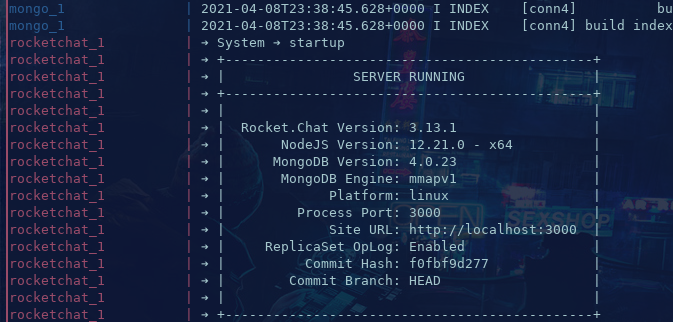 mongo_1 | 2021-04-08T23:38:45.628+0000 I INDEX [conn4] bu
mongo_1 | 2021-04-08T23:38:45.628+0000 I INDEX [conn4] build index
rocketchat_1 | ➔ System ➔ startup
rocketchat_1 | ➔ +----------------------------------------------+
rocketchat_1 | ➔ | SERVER RUNNING |
rocketchat_1 | ➔ +----------------------------------------------+
rocketchat_1 | ➔ | |
rocketchat_1 | ➔ | Rocket.Chat Version: 3.13.1 |
rocketchat_1 | ➔ | NodeJS Version: 12.21.0 - x64 |
rocketchat_1 | ➔ | MongoDB Version: 4.0.23 |
rocketchat_1 | ➔ | MongoDB Engine: mmapv1 |
rocketchat_1 | ➔ | Platform: linux |
rocketchat_1 | ➔ | Process Port: 3000 |
rocketchat_1 | ➔ | Site URL: http://localhost:3000 |
rocketchat_1 | ➔ | ReplicaSet OpLog: Enabled |
rocketchat_1 | ➔ | Commit Hash: f0fbf9d277 |
rocketchat_1 | ➔ | Commit Branch: HEAD |
rocketchat_1 | ➔ | |
rocketchat_1 | ➔ +----------------------------------------------+
SEXSHOP